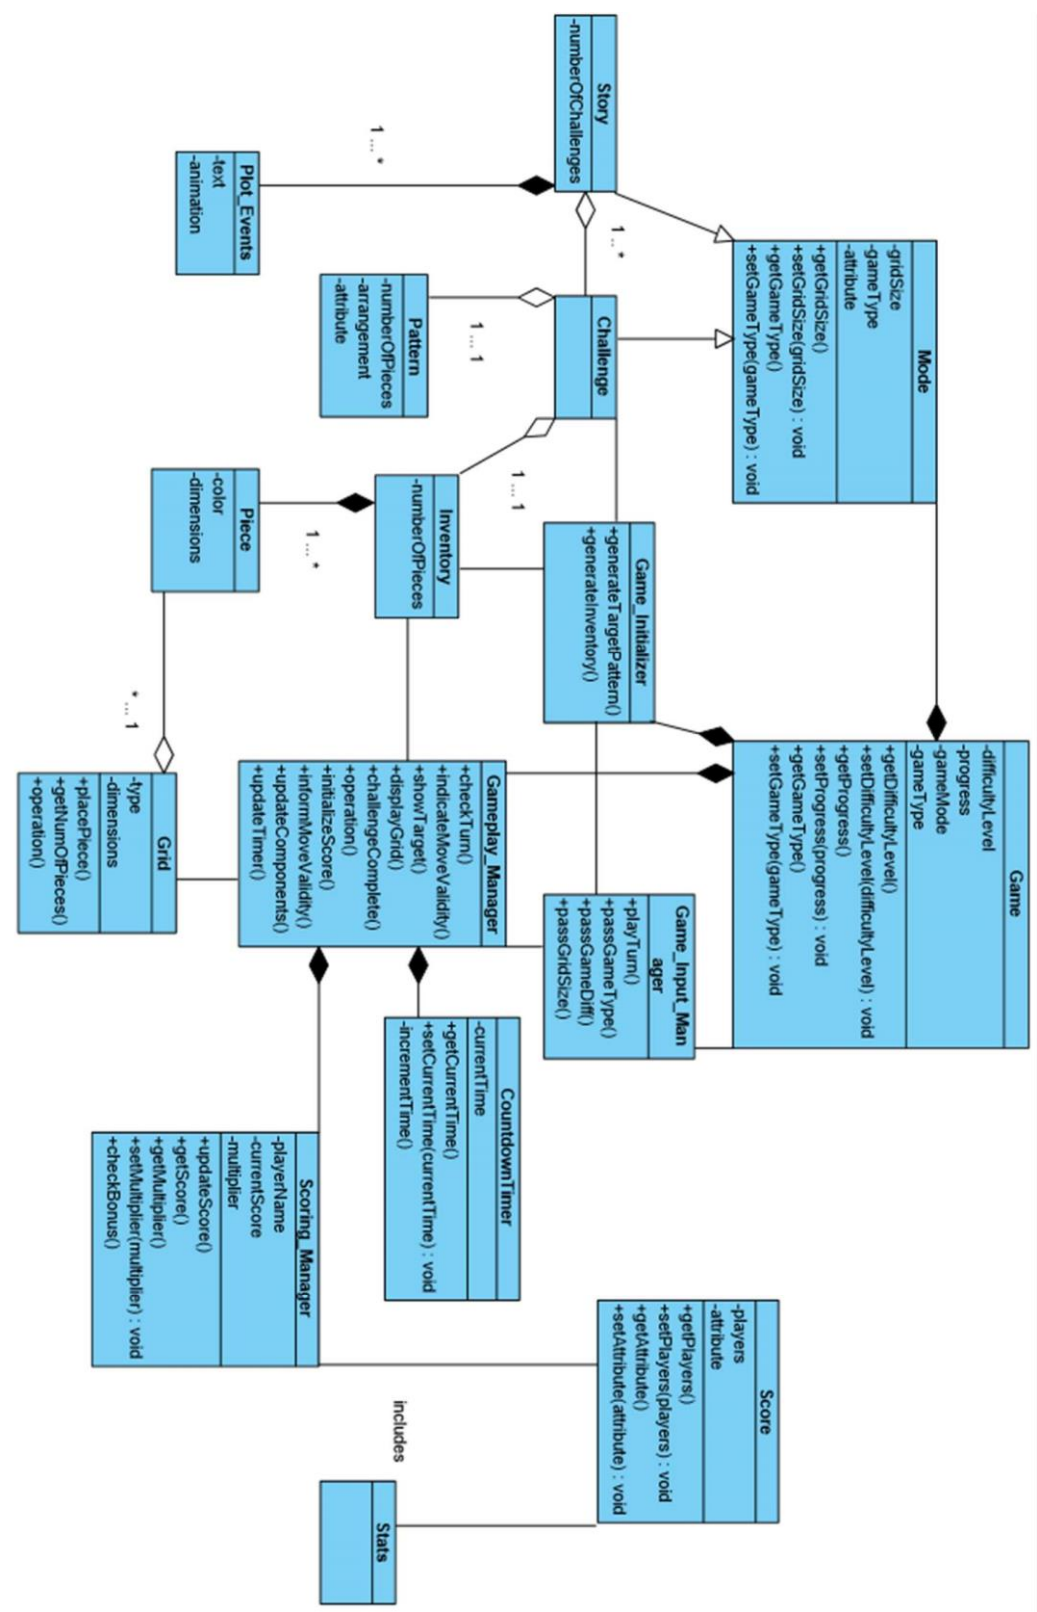 Game
-difficultyLevel
-progress
-gameMode
-gameType
+getDifficultyLevel()
+setDifficultyLevel(difficultyLevel) : void
+getProgress()
+setProgress(progress) : void
+getGameType()
+setGameType(gameType) : void
Mode
-gridSize
-gameType
-attribute
+getGridSize()
+setGridSize(gridSize) : void
+getGameType()
+setGameType(gameType) : void
Story
-numberOfChallenges
1 .. *
1 ... *
Plot_Events
-text
-animation
Challenge
1 ... 1
Pattern
-numberOfPieces
-arrangement
-attribute
1 ... 1
Inventory
-numberOfPieces
1 ... *
Piece
-color
-dimensions
* ... 1
Game_Initializer
+generateTargetPattern()
+generateInventory()
Game_Input_Man
ager
+playTurn()
+passGameType()
+passGameDiff()
+passGridSize()
Gameplay_Manager
+checkTurn()
+indicateMoveValidity()
+showTarget()
+displayGrid()
+challengeComplete()
+operation()
+initializeScore()
+informMoveValidity()
+updateComponents()
+updateTimer()
Grid
-type
-dimensions
+placePiece()
+getNumOfPieces()
+operation()
CountdownTimer
-currentTime
+getCurrentTime()
+setCurrentTime(currentTime) : void
-incrementTime()
Scoring_Manager
-playerName
-currentScore
-multiplier
+updateScore()
+getScore()
+getMultiplier()
+setMultiplier(multiplier) : void
+checkBonus()
Score
-players
-attribute
+getPlayers()
+setPlayers(players) : void
+getAttribute()
+setAttribute(attribute) : void
includes
Stats